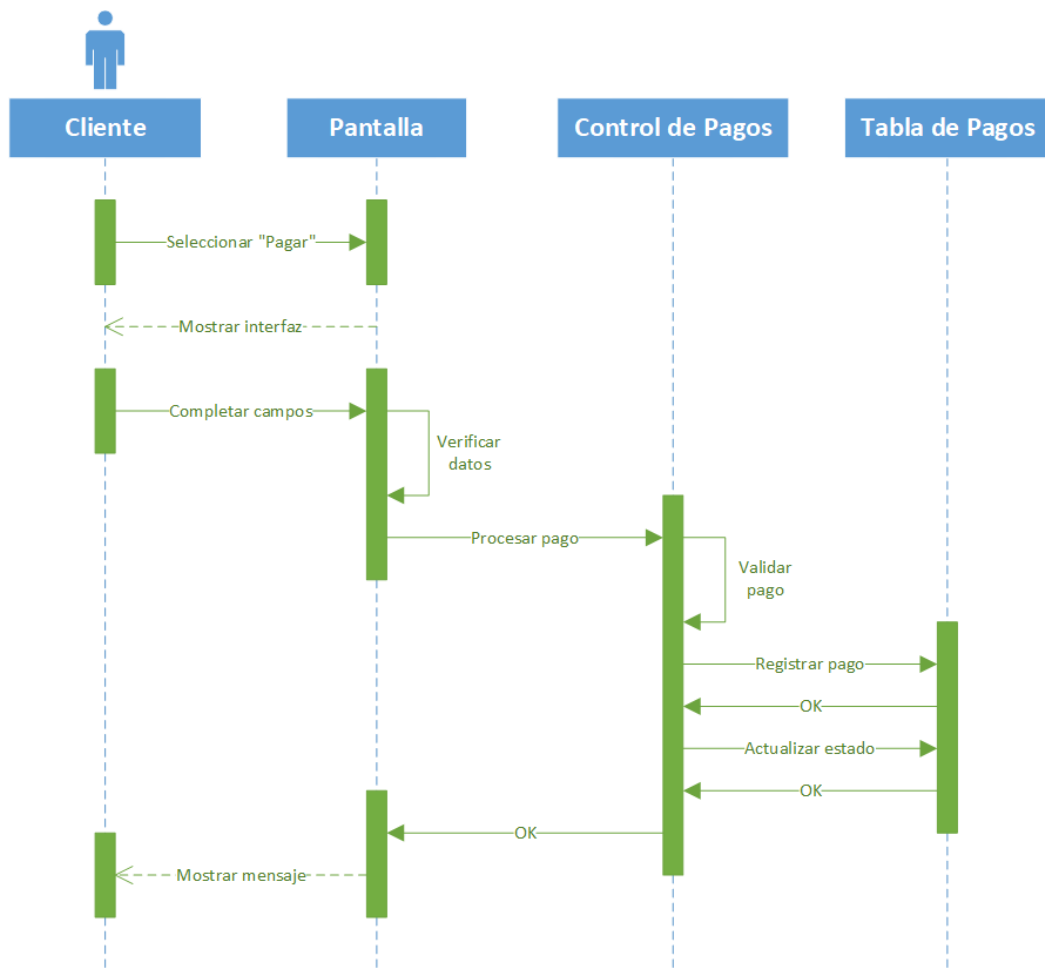 Cliente
Pantalla
Control de Pagos
Tabla de Pagos
Seleccionar "Pagar"
Mostrar interfaz
Completar campos
Verificar
datos
Procesar pago
Validar
pago
Registrar pago
OK
Actualizar estado
OK
OK
Mostrar mensaje